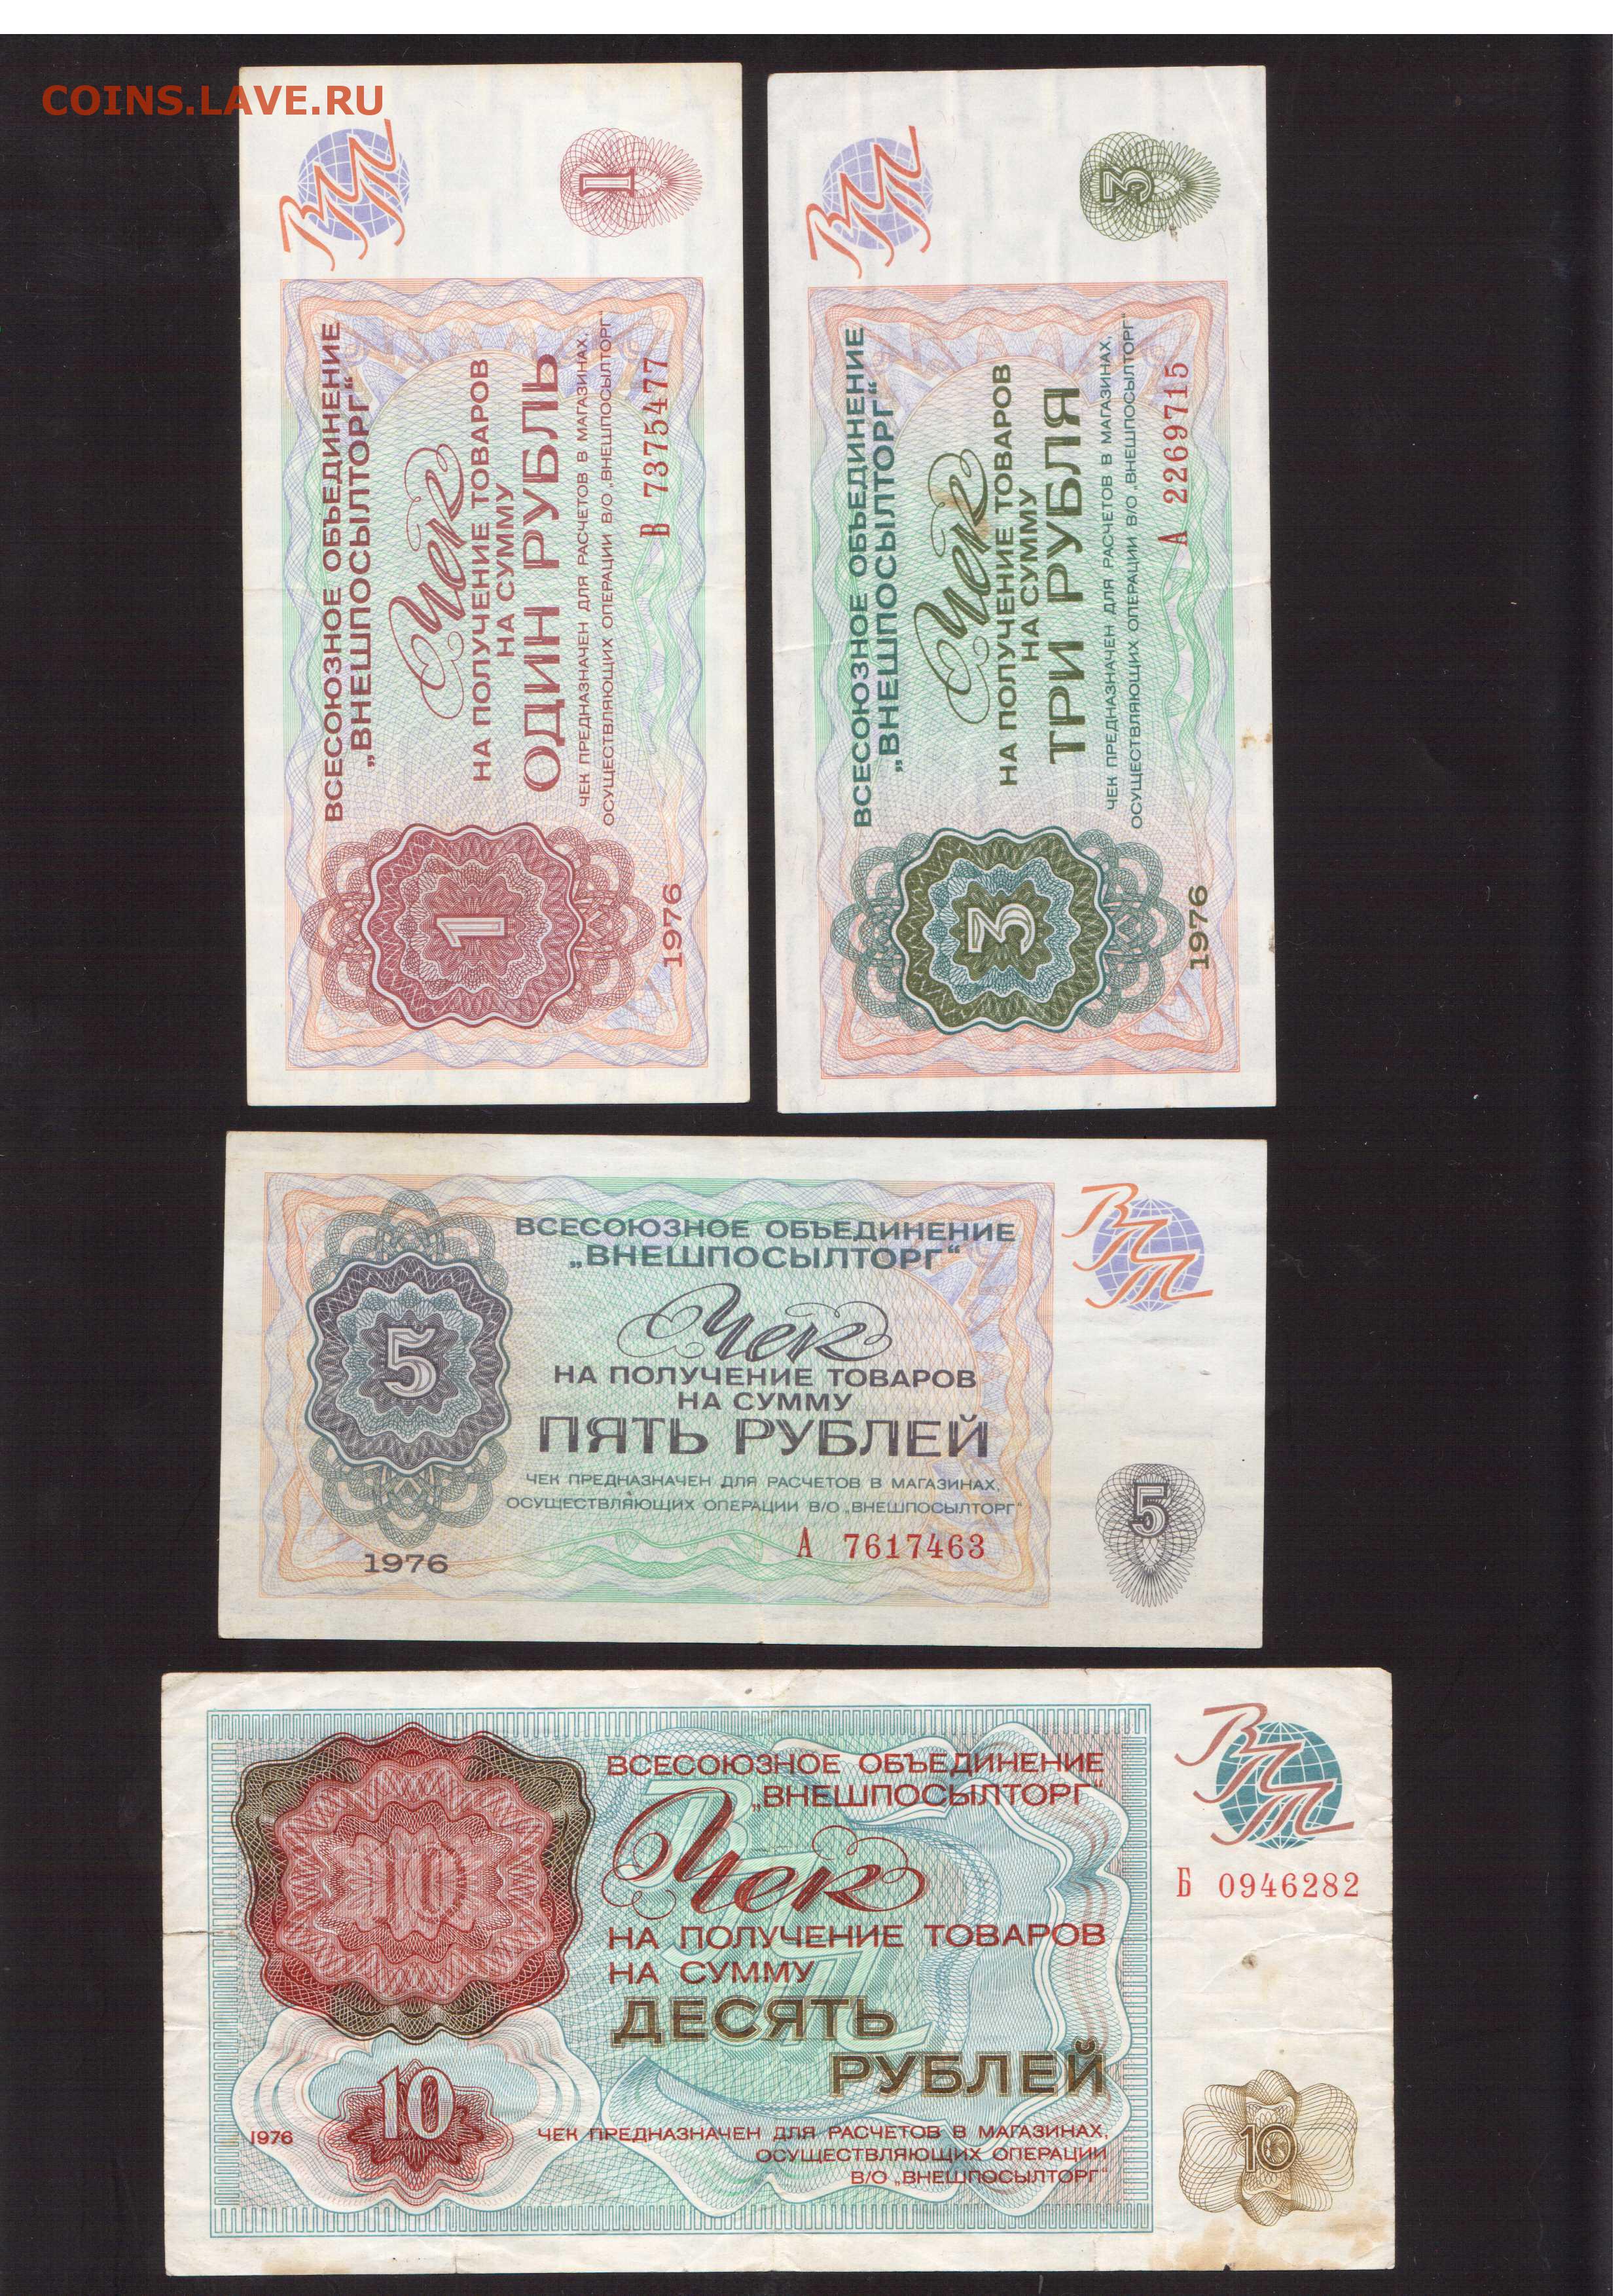 COINS.LAVE.RU
ВСЕСОЮЗНОЕ ОБЪЕДИНЕНИЕ
„ВНЕШПОСЫЛТОРГ“
Чек
НА ПОЛУЧЕНИЕ ТОВАРОВ
НА СУММУ
ОДИН РУБЛЬ
ЧЕК ПРЕДНАЗНАЧЕН ДЛЯ РАСЧЕТОВ В МАГАЗИНАХ,
ОСУЩЕСТВЛЯЮЩИХ ОПЕРАЦИИ В/О „ВНЕШПОСЫЛТОРГ“
В 7375477
1976
1
ВПТ
1
ВСЕСОЮЗНОЕ ОБЪЕДИНЕНИЕ
„ВНЕШПОСЫЛТОРГ“
Чек
НА ПОЛУЧЕНИЕ ТОВАРОВ
НА СУММУ
ТРИ РУБЛЯ
ЧЕК ПРЕДНАЗНАЧЕН ДЛЯ РАСЧЕТОВ В МАГАЗИНАХ,
ОСУЩЕСТВЛЯЮЩИХ ОПЕРАЦИИ В/О „ВНЕШПОСЫЛТОРГ“
А 2269715
1976
3
ВПТ
3
ВСЕСОЮЗНОЕ ОБЪЕДИНЕНИЕ
„ВНЕШПОСЫЛТОРГ“
Чек
НА ПОЛУЧЕНИЕ ТОВАРОВ
НА СУММУ
ПЯТЬ РУБЛЕЙ
ЧЕК ПРЕДНАЗНАЧЕН ДЛЯ РАСЧЕТОВ В МАГАЗИНАХ,
ОСУЩЕСТВЛЯЮЩИХ ОПЕРАЦИИ В/О „ВНЕШПОСЫЛТОРГ“
А 7617463
1976
5
ВПТ
5
ВСЕСОЮЗНОЕ ОБЪЕДИНЕНИЕ
„ВНЕШПОСЫЛТОРГ“
Чек
НА ПОЛУЧЕНИЕ ТОВАРОВ
НА СУММУ
ДЕСЯТЬ
РУБЛЕЙ
ЧЕК ПРЕДНАЗНАЧЕН ДЛЯ РАСЧЕТОВ В МАГАЗИНАХ,
ОСУЩЕСТВЛЯЮЩИХ ОПЕРАЦИИ
В/О „ВНЕШПОСЫЛТОРГ“
1976
10
10
ВПТ
ВПТ
Б 0946282
10